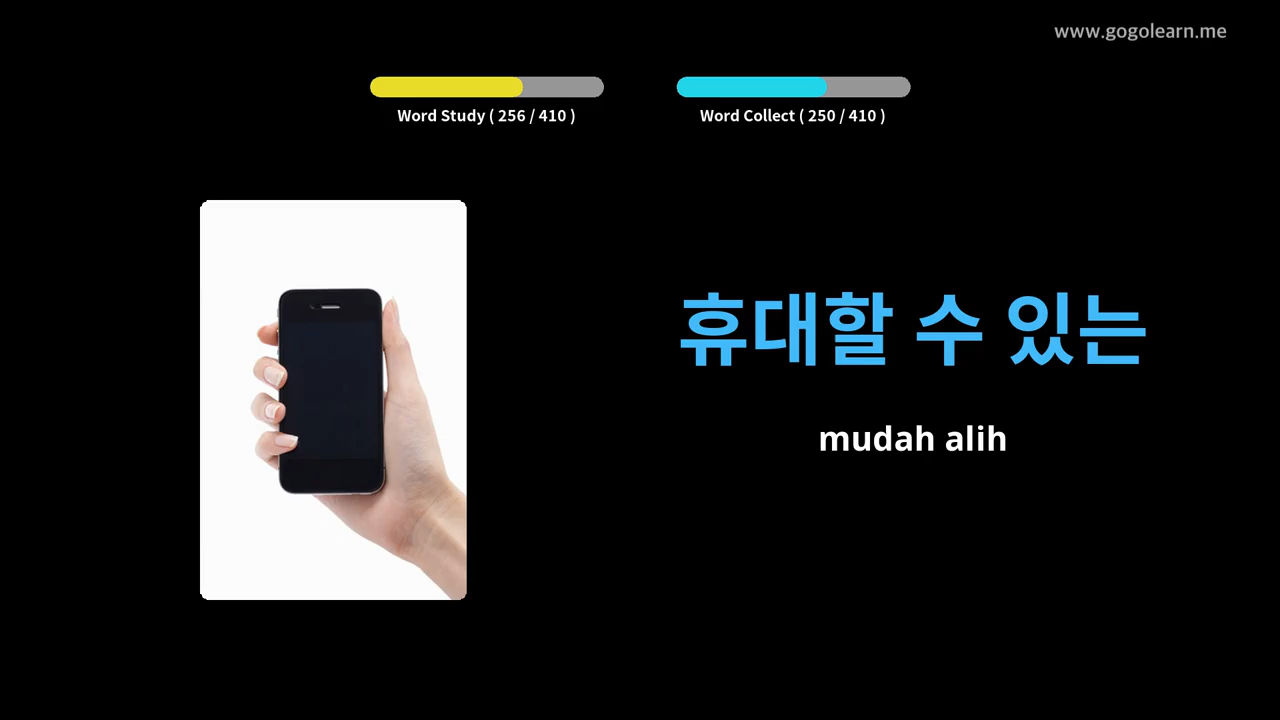 www.gogolearn.me
Word Study ( 256 / 410 )
Word Collect ( 250 / 410 )
휴대할 수 있는
mudah alih